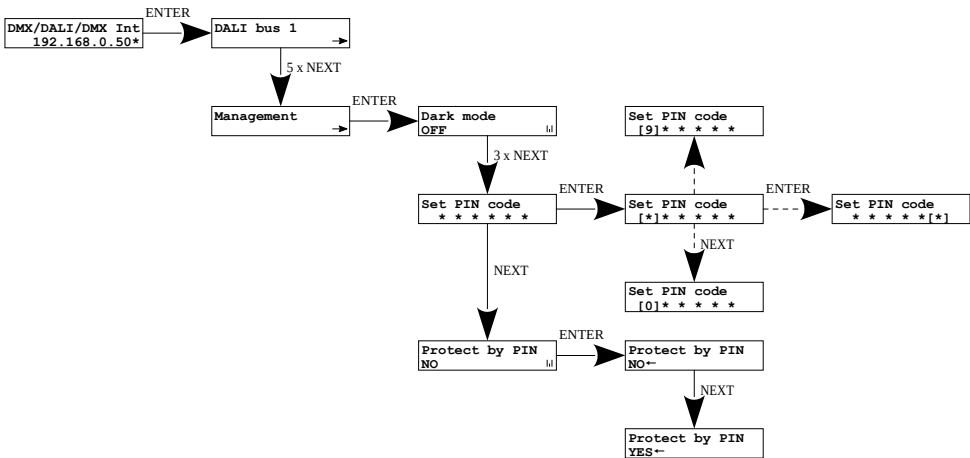 ENTER
DMX/DALI/DMX Int
192.168.0.50*
DALI bus 1
→
5 x NEXT
Management
→
ENTER
Dark mode
OFF
3 x NEXT
Set PIN code
[9]* * * * *
Set PIN code
* * * * * *
ENTER
Set PIN code
[*]* * * * *
ENTER
Set PIN code
* * * * *[*]
NEXT
NEXT
Set PIN code
[0]* * * * *
Protect by PIN
NO
ENTER
Protect by PIN
NO←
NEXT
Protect by PIN
YES←